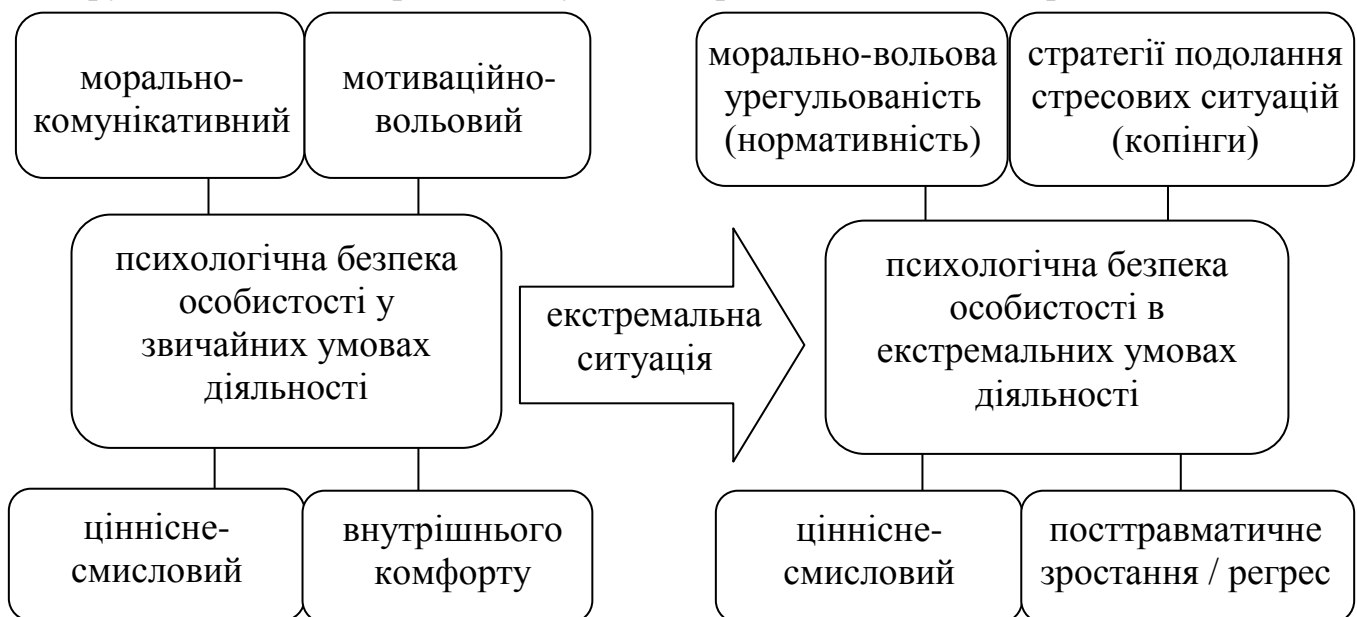 морально-
комунікативний
мотиваційно-
вольовий
психологічна безпека
особистості у
звичайних умовах
діяльності
ціннісне-
смисловий
внутрішнього
комфорту
екстремальна
ситуація
морально-вольова
урегульованість
(нормативність)
стратегії подолання
стресових ситуацій
(копінги)
психологічна безпека
особистості в
екстремальних умовах
діяльності
ціннісне-
смисловий
посттравматичне
зростання / регрес